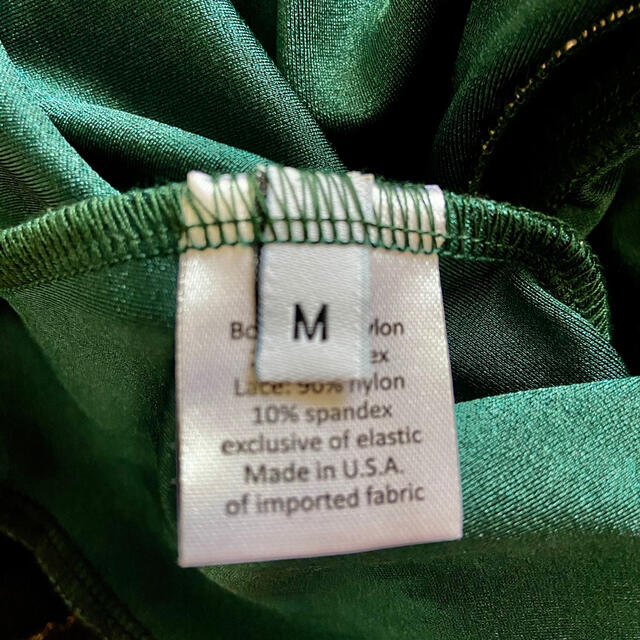 M
Lace: 90% nylon
10% spandex
exclusive of elastic
Made in U.S.A.
of imported fabric